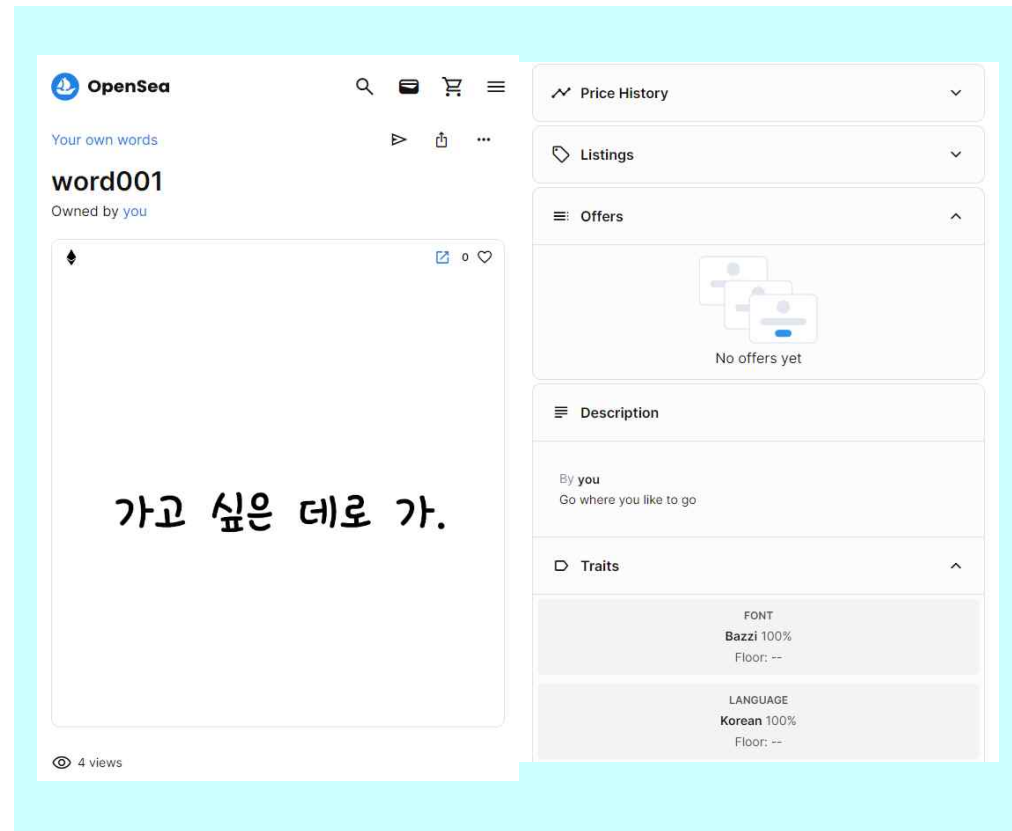 OpenSea
Your own words
word001
Owned by you
0
가고 싶은 데로 가.
4 views
Price History
Listings
Offers
No offers yet
Description
By you
Go where you like to go
Traits
FONT
Bazzi 100%
Floor: --
LANGUAGE
Korean 100%
Floor: --